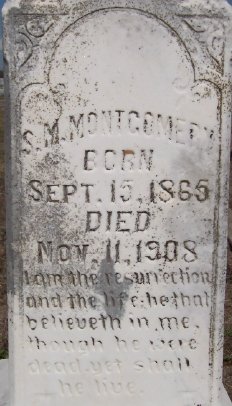 S. M. MONTGOMERY
BORN
SEPT. 15, 1865
DIED
NOV. 11, 1908
I am the resurrection
and the life: he that
believeth in me,
though he were
dead, yet shall
he live.